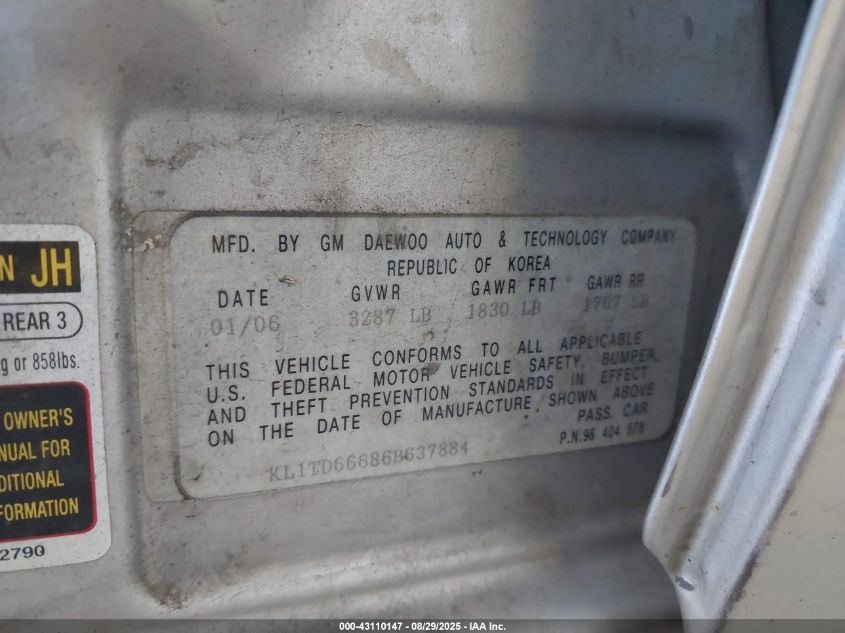 N JH
REAR 3
g or 858lbs.
OWNER'S
NUAL FOR
DITIONAL
FORMATION
2790
MFD. BY GM DAEWOO AUTO & TECHNOLOGY COMPANY
REPUBLIC OF KOREA
DATE GVWR GAWR FRT GAWR RR
01/06 3287 LB 1830 LB 1767 LB
THIS VEHICLE CONFORMS TO ALL APPLICABLE
U.S. FEDERAL MOTOR VEHICLE SAFETY, BUMPER,
AND THEFT PREVENTION STANDARDS IN EFFECT
ON THE DATE OF MANUFACTURE SHOWN ABOVE
PASS. CAR
KL1TD66686B637884 P.N.96 404 578
000-43110147 - 08/29/2025 - IAA Inc.